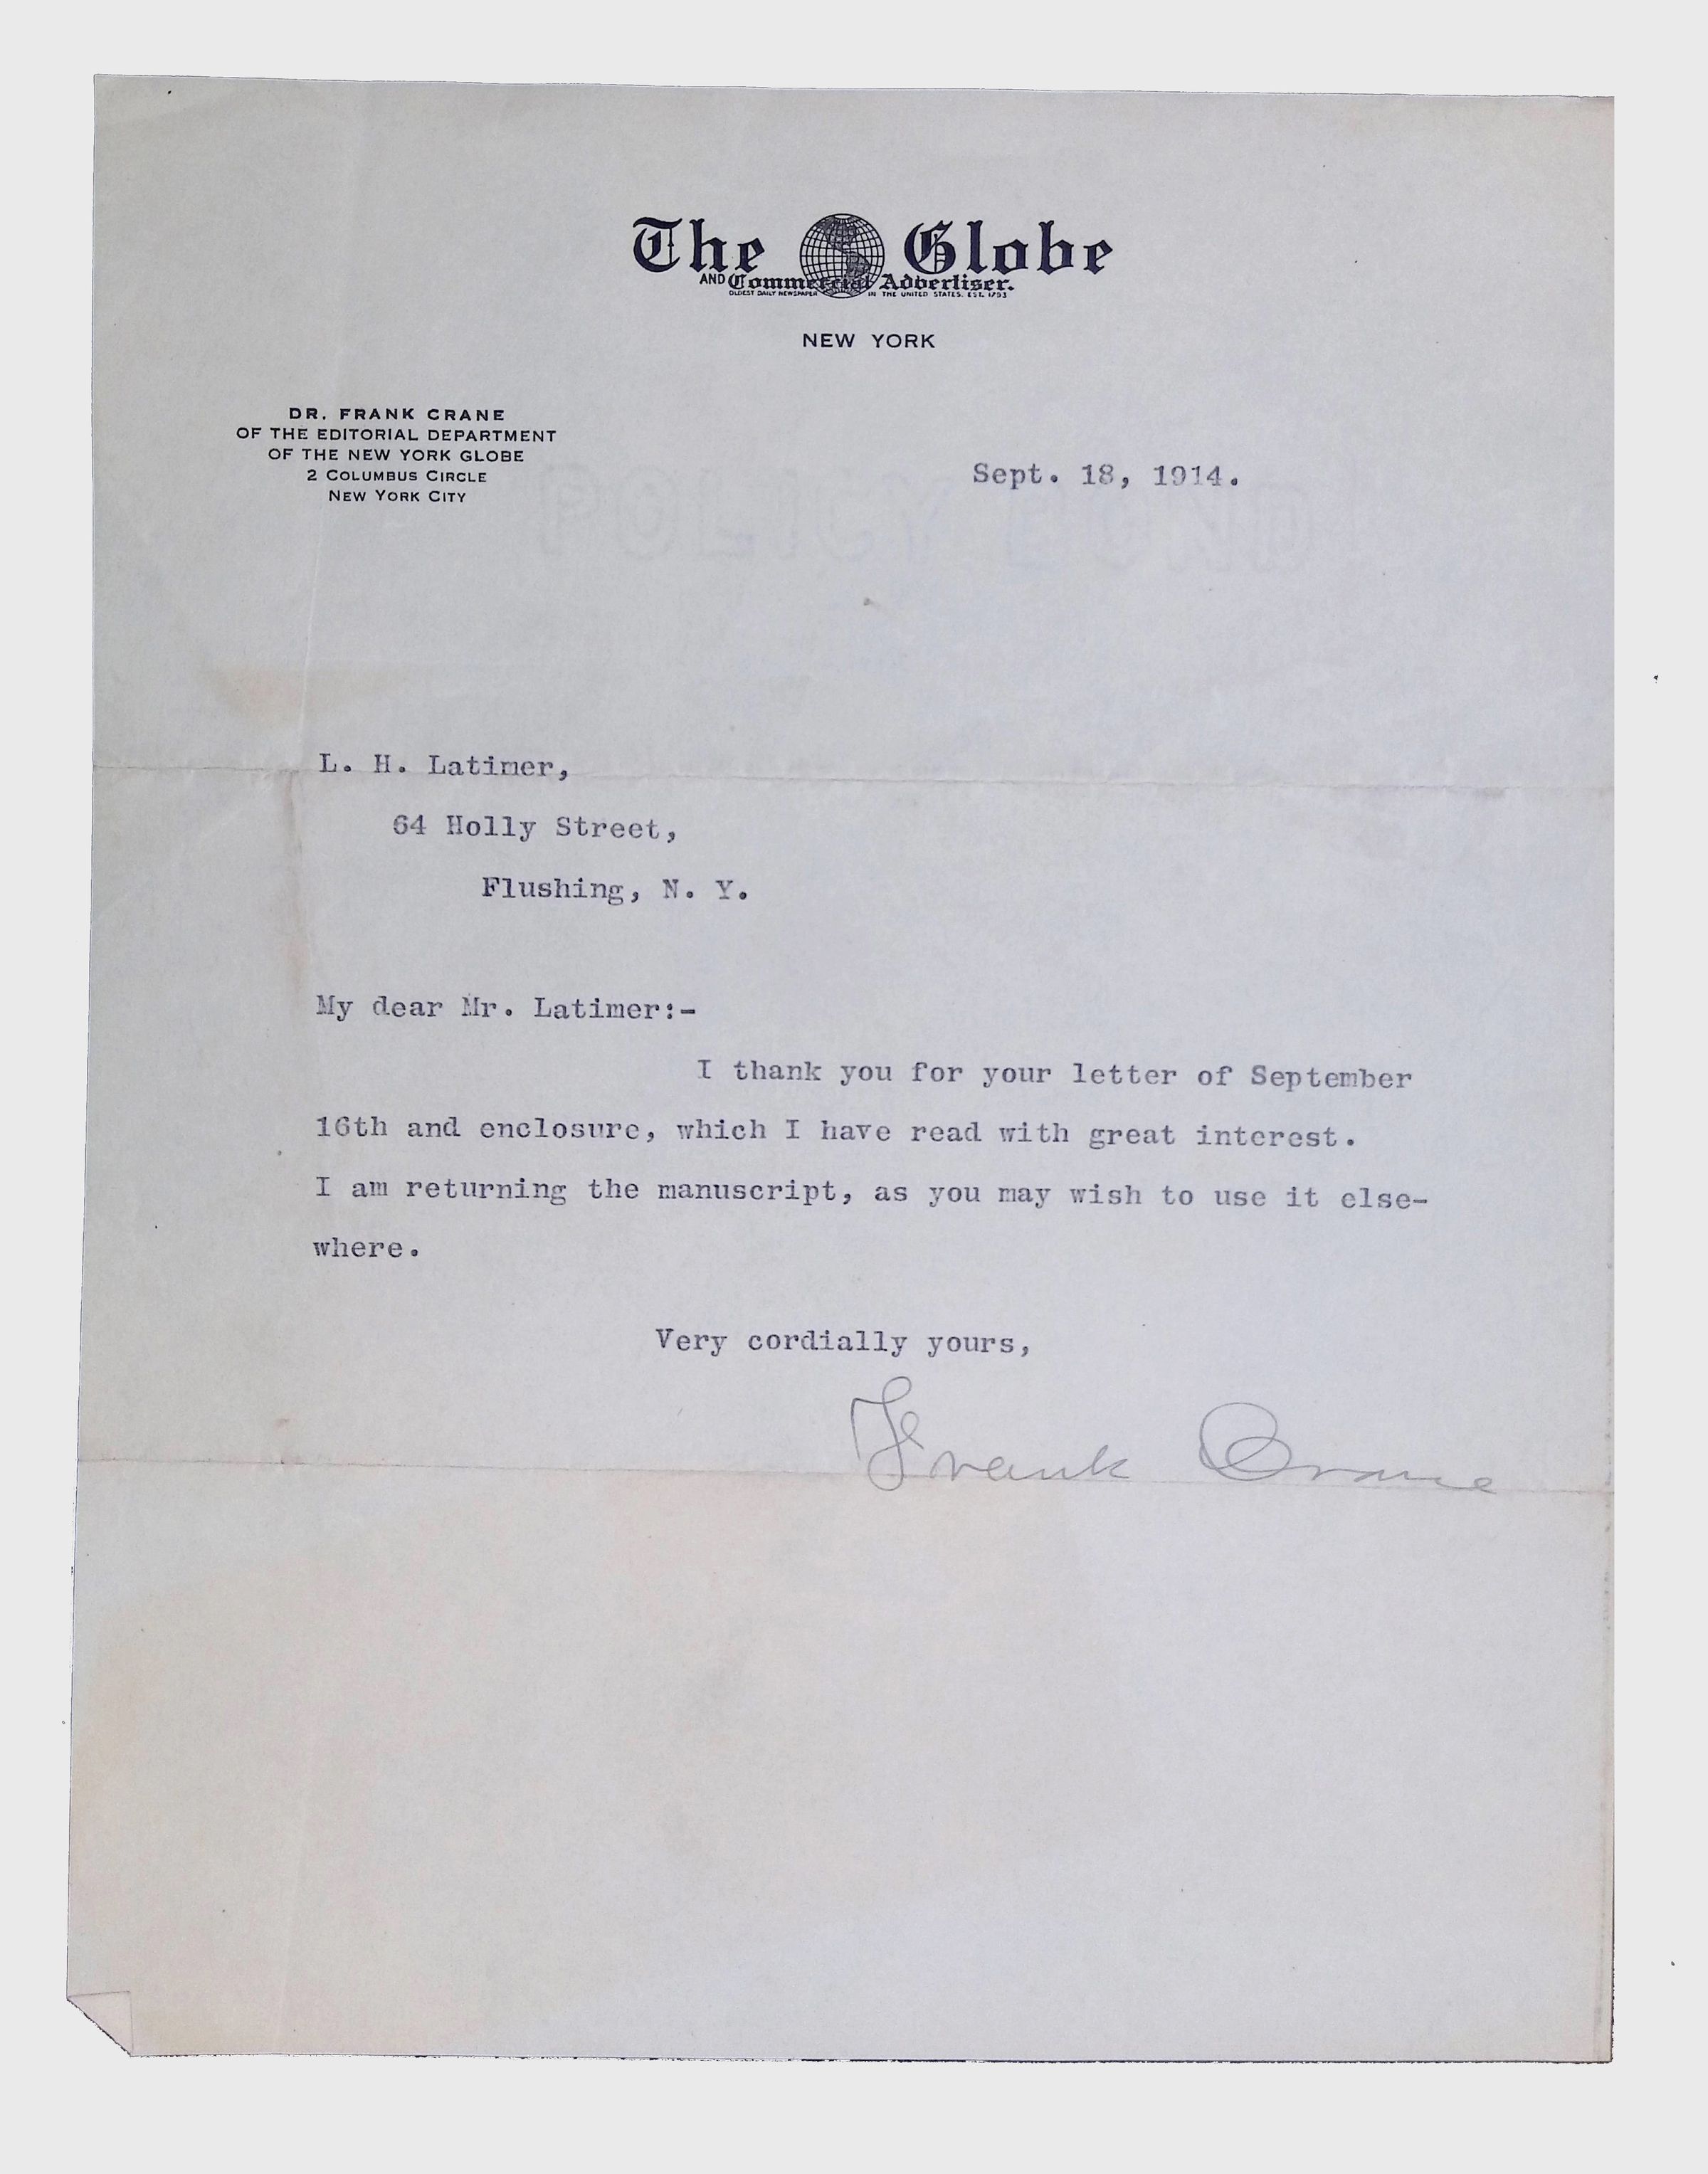 The Globe
AND Commercial Advertiser.
OLDEST DAILY NEWSPAPER IN THE UNITED STATES. EST. 1793
NEW YORK
DR. FRANK CRANE
OF THE EDITORIAL DEPARTMENT
OF THE NEW YORK GLOBE
2 COLUMBUS CIRCLE
NEW YORK CITY
Sept. 18, 1914.
L. H. Latimer,
64 Holly Street,
Flushing, N. Y.
My dear Mr. Latimer:-
I thank you for your letter of September
16th and enclosure, which I have read with great interest.
I am returning the manuscript, as you may wish to use it else-
where.
Very cordially yours,
Frank Crane